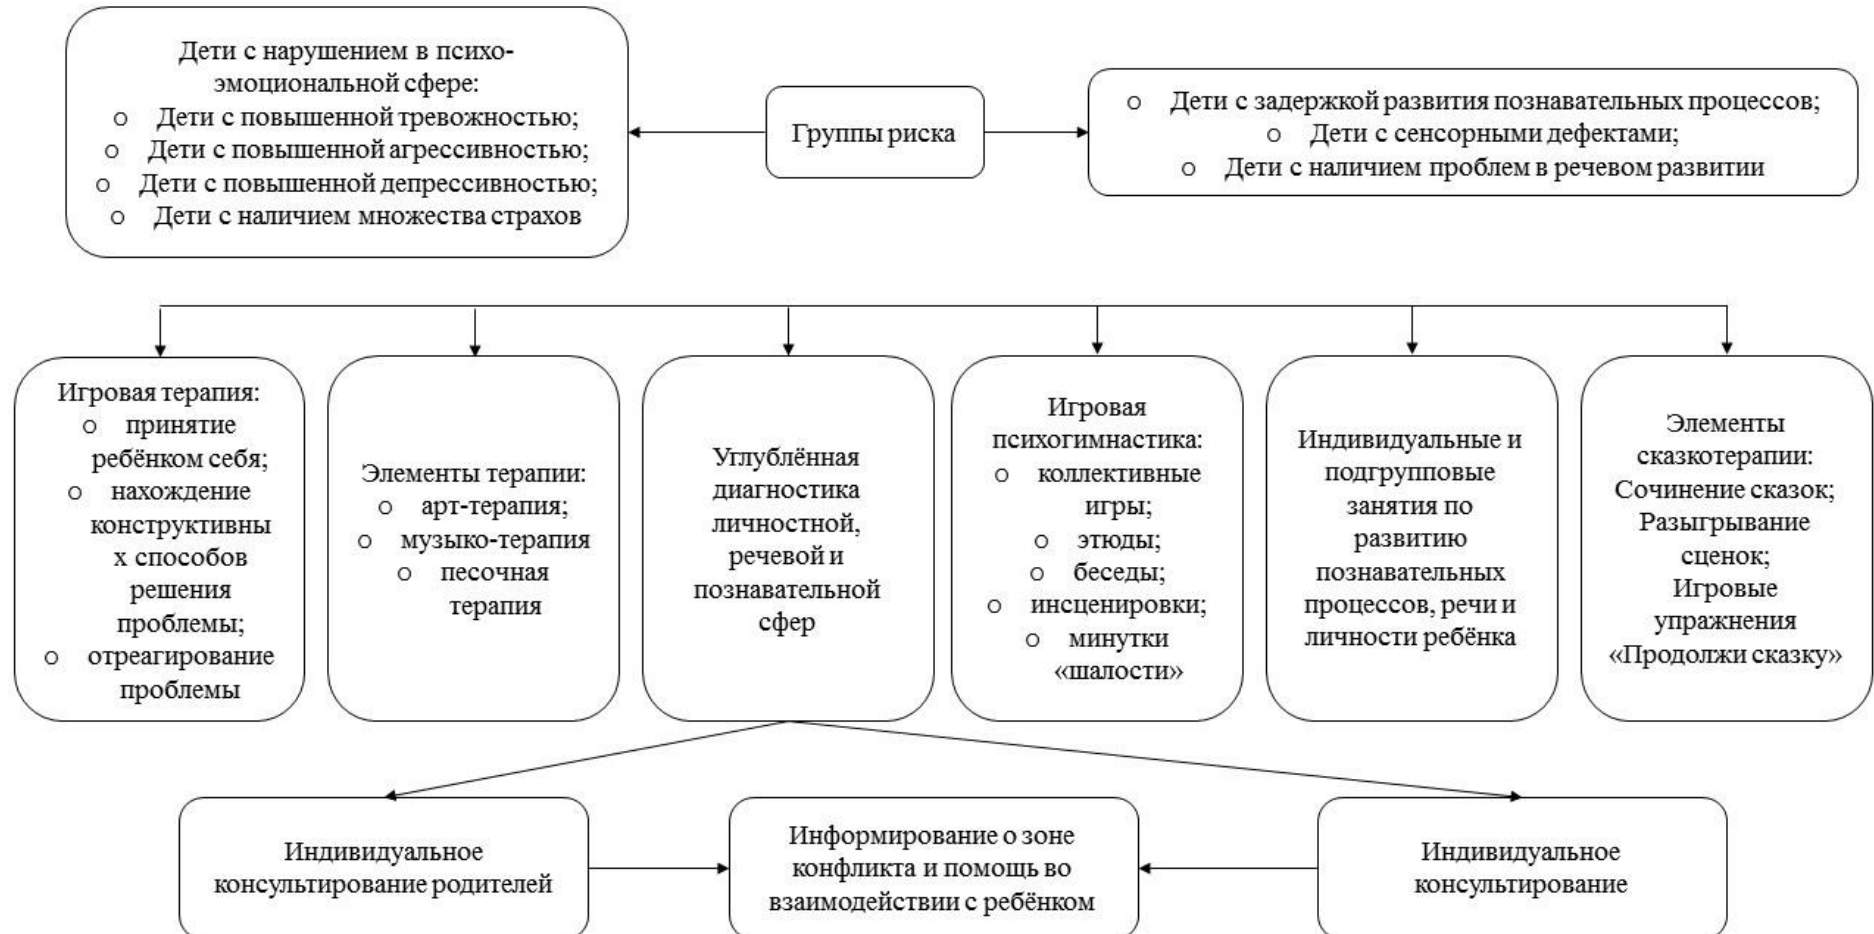 Дети с нарушением в психо-
эмоциональной сфере:
o Дети с повышенной тревожностью;
o Дети с повышенной агрессивностью;
o Дети с повышенной депрессивностью;
o Дети с наличием множества страхов
Группы риска
o Дети с задержкой развития познавательных процессов;
o Дети с сенсорными дефектами;
o Дети с наличием проблем в речевом развитии
Игровая терапия:
o принятие
ребёнком себя;
o нахождение
конструктивны
х способов
решения
проблемы;
o отреагирование
проблемы
Элементы терапии:
o арт-терапия;
o музыко-терапия
o песочная
терапия
Углублённая
диагностика
личностной,
речевой и
познавательной
сфер
Игровая
психогимнастика:
o коллективные
игры;
o этюды;
o беседы;
o инсценировки;
o минутки
«шалости»
Индивидуальные и
подгрупповые
занятия по
развитию
познавательных
процессов, речи и
личности ребёнка
Элементы
сказкотерапии:
Сочинение сказок;
Разыгрывание
сценок;
Игровые
упражнения
«Продолжи сказку»
Индивидуальное
консультирование родителей
Информирование о зоне
конфликта и помощь во
взаимодействии с ребёнком
Индивидуальное
консультирование